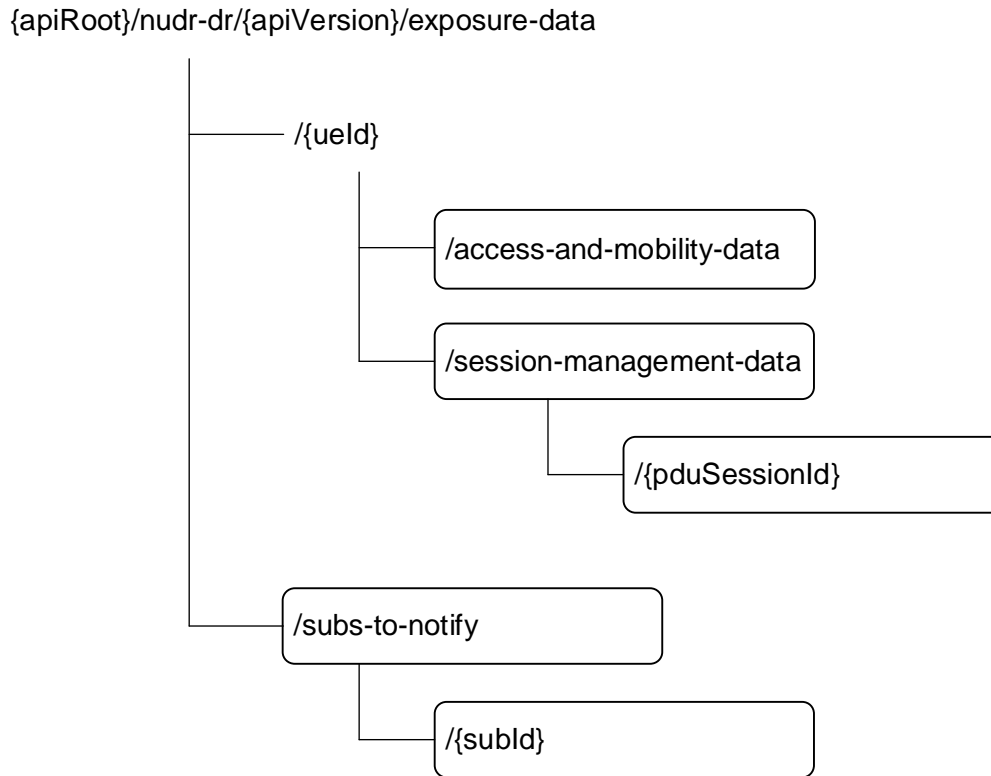 {apiRoot}/nudr-dr/{apiVersion}/exposure-data
/{ueId}
/access-and-mobility-data
/session-management-data
/{pduSessionId}
/subs-to-notify
/{subId}